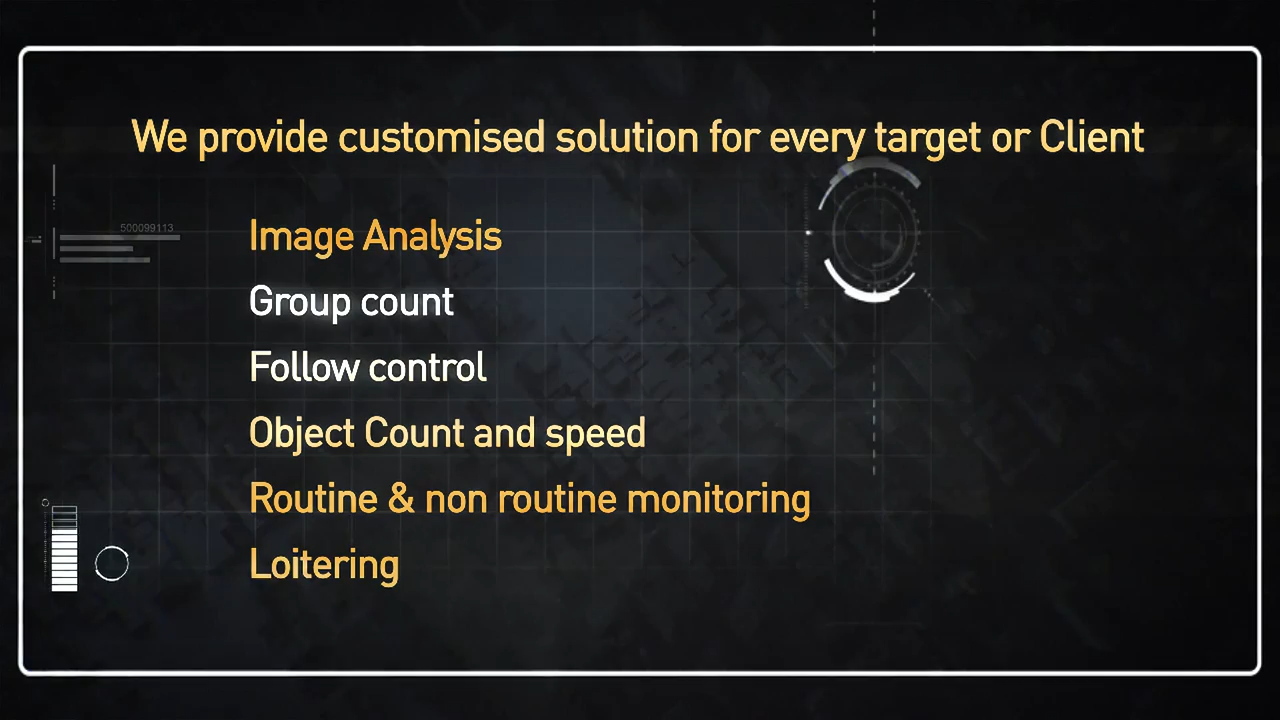 We provide customised solution for every target or Client
500099113
Image Analysis
Group count
Follow control
Object Count and speed
Routine & non routine monitoring
Loitering